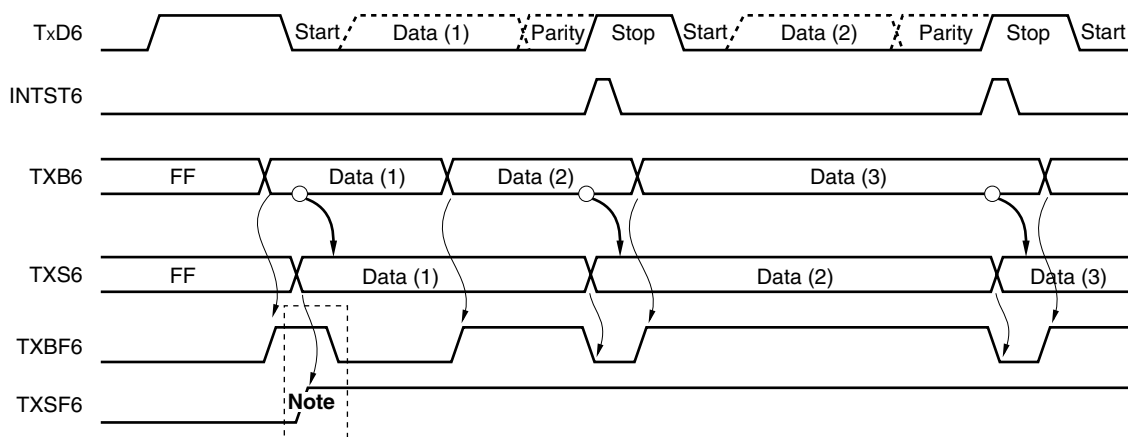 TxD6 Start Data (1) Parity Stop Start Data (2) Parity Stop Start
INTST6
TXB6 FF Data (1) Data (2) Data (3)
TXS6 FF Data (1) Data (2) Data (3)
TXBF6
TXSF6 Note